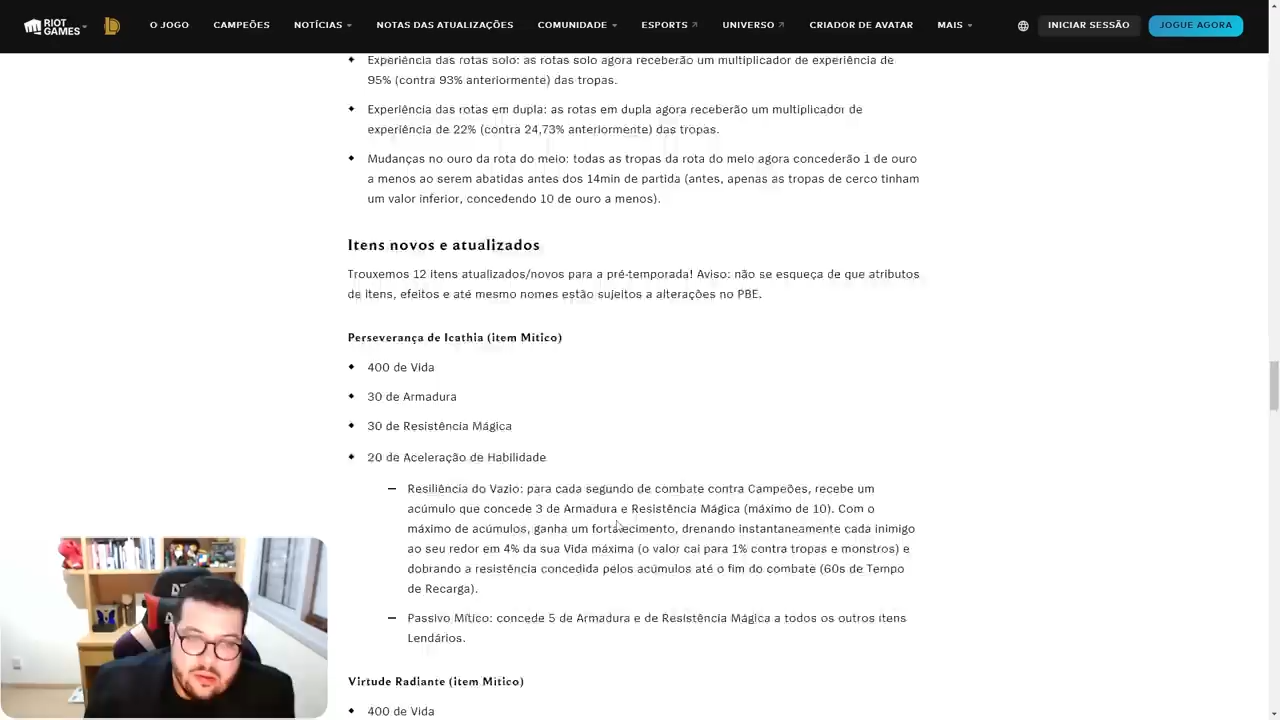 RIOT GAMES
O JOGO
CAMPEÕES
NOTÍCIAS
NOTAS DAS ATUALIZAÇÕES
COMUNIDADE
ESPORTS
UNIVERSO
CRIADOR DE AVATAR
MAIS
INICIAR SESSÃO
JOGUE AGORA
Experiência das rotas solo: as rotas solo agora receberão um multiplicador de experiência de
95% (contra 93% anteriormente) das tropas.
Experiência das rotas em dupla: as rotas em dupla agora receberão um multiplicador de
experiência de 22% (contra 24,73% anteriormente) das tropas.
Mudanças no ouro da rota do meio: todas as tropas da rota do meio agora concederão 1 de ouro
a menos ao serem abatidas antes dos 14min de partida (antes, apenas as tropas de cerco tinham
um valor inferior, concedendo 10 de ouro a menos).
Itens novos e atualizados
Trouxemos 12 itens atualizados/novos para a pré-temporada! Aviso: não se esqueça de que atributos
de itens, efeitos e até mesmo nomes estão sujeitos a alterações no PBE.
Perseverança de Icathia (item Mítico)
400 de Vida
30 de Armadura
30 de Resistência Mágica
20 de Aceleração de Habilidade
— Resiliência do Vazio: para cada segundo de combate contra Campeões, recebe um
acúmulo que concede 3 de Armadura e Resistência Mágica (máximo de 10). Com o
máximo de acúmulos, ganha um fortalecimento, drenando instantaneamente cada inimigo
ao seu redor em 4% da sua Vida máxima (o valor cai para 1% contra tropas e monstros) e
dobrando a resistência concedida pelos acúmulos até o fim do combate (60s de Tempo
de Recarga).
— Passivo Mítico: concede 5 de Armadura e de Resistência Mágica a todos os outros itens
Lendários.
Virtude Radiante (item Mítico)
400 de Vida